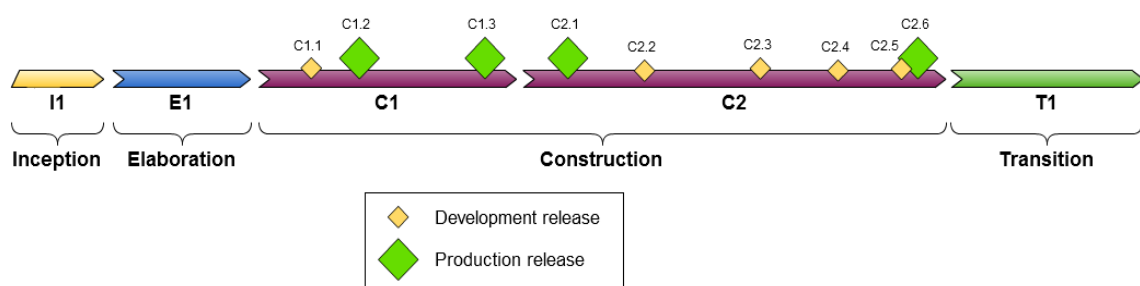 C1.1
C1.2
C1.3
C2.1
C2.2
C2.3
C2.4
C2.5
C2.6
I1
E1
C1
C2
T1
Inception
Elaboration
Construction
Transition
Development release
Production release